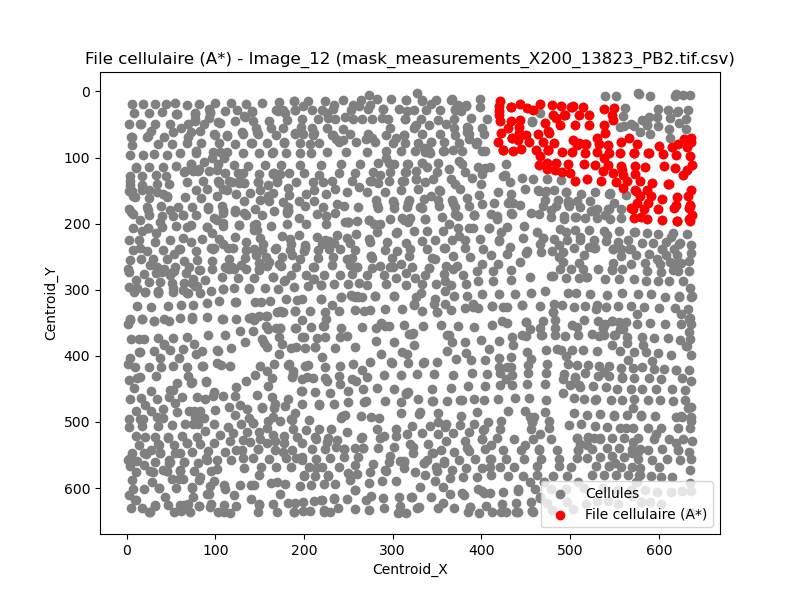 File cellulaire (A*) - Image_12 (mask_measurements_X200_13823_PB2.tif.csv)
Centroid_Y
0
100
200
300
400
500
600
Cellules
File cellulaire (A*)
0 100 200 300 400 500 600
Centroid_X